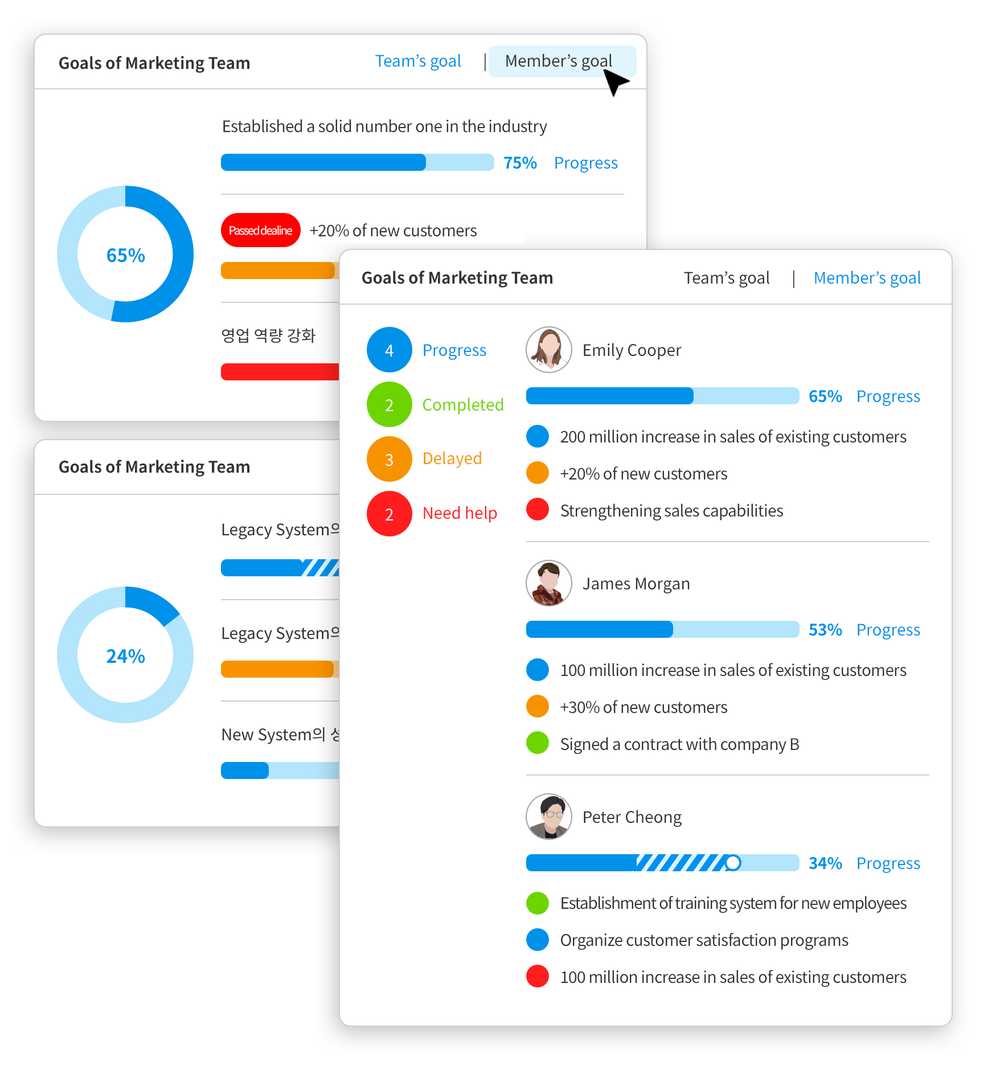 Goals of Marketing Team
Team's goal | Member's goal
Established a solid number one in the industry
75% Progress
65%
Passed dealine +20% of new customers
영업 역량 강화
Goals of Marketing Team
Legacy System의
24%
Legacy System의
New System의
Goals of Marketing Team
Team's goal | Member's goal
4 Progress
2 Completed
3 Delayed
2 Need help
Emily Cooper
65% Progress
200 million increase in sales of existing customers
+20% of new customers
Strengthening sales capabilities
James Morgan
53% Progress
100 million increase in sales of existing customers
+30% of new customers
Signed a contract with company B
Peter Cheong
34% Progress
Establishment of training system for new employees
Organize customer satisfaction programs
100 million increase in sales of existing customers